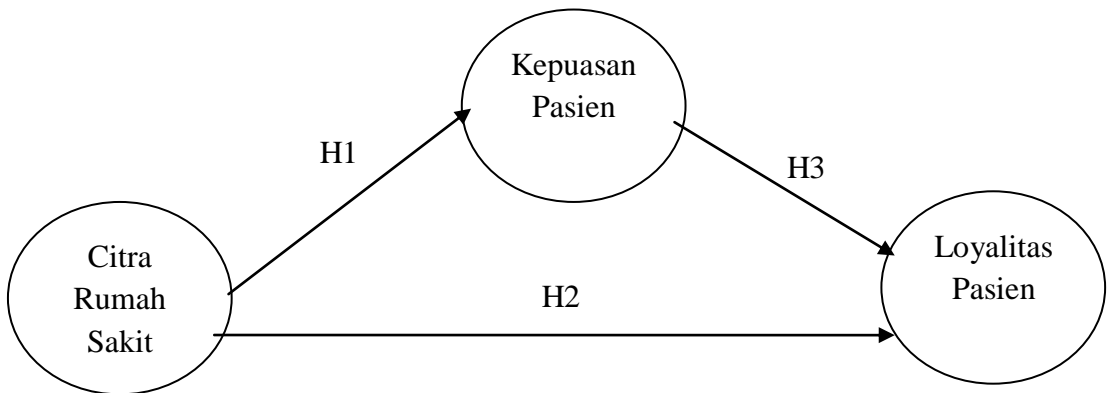 Kepuasan
Pasien
H1
H3
Citra
Rumah
Sakit
H2
Loyalitas
Pasien